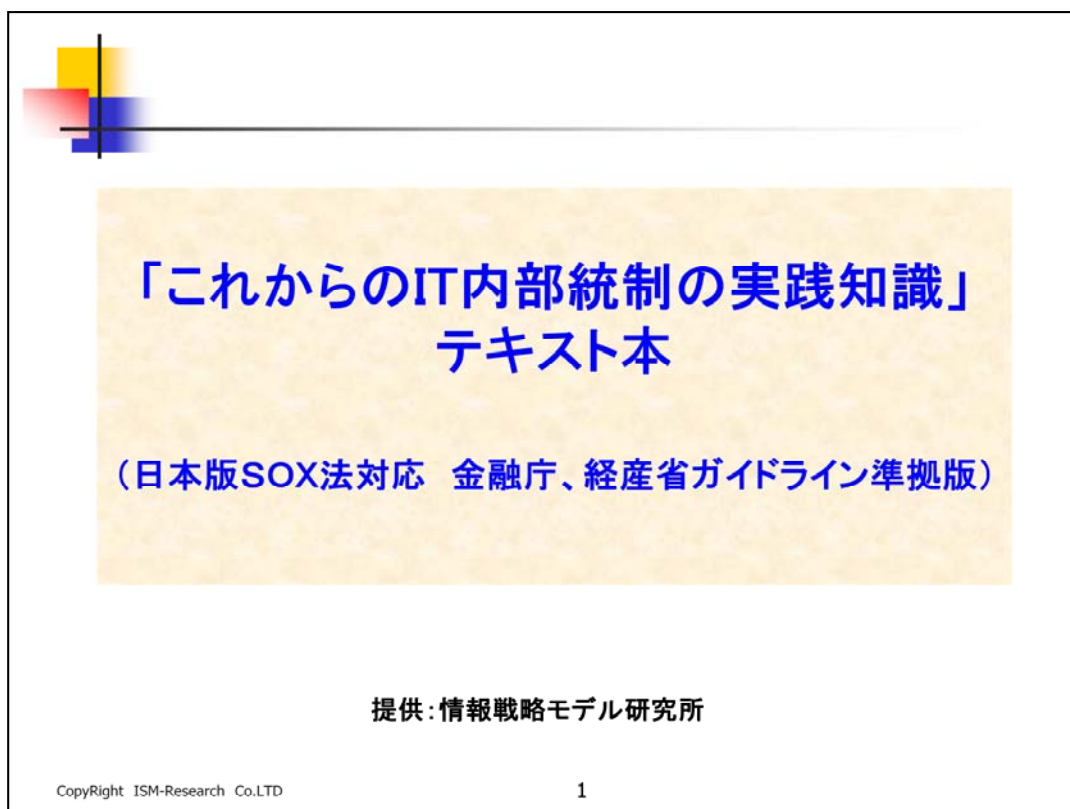 「これからのIT内部統制の実践知識」
テキスト本
(日本版SOX法対応　金融庁、経産省ガイドライン準拠版)
提供:情報戦略モデル研究所
CopyRight ISM-Research Co.LTD
1